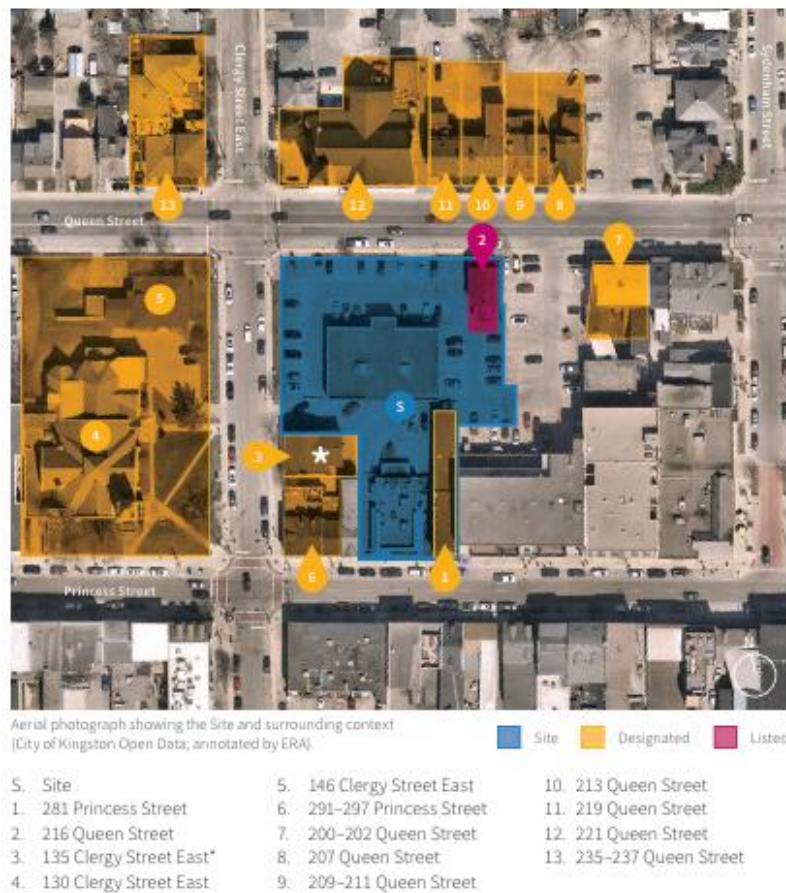 Clergy Street East
Sydenham Street
13
12
11
10
9
8
Queen Street
2
7
5
S
4
3
*
6
1
Princess Street
Aerial photograph showing the Site and surrounding context
(City of Kingston Open Data; annotated by ERA).
Site
Designated
Listed
S. Site
1. 281 Princess Street
2. 216 Queen Street
3. 135 Clergy Street East*
4. 130 Clergy Street East
5. 146 Clergy Street East
6. 291–297 Princess Street
7. 200–202 Queen Street
8. 207 Queen Street
9. 209–211 Queen Street
10. 213 Queen Street
11. 219 Queen Street
12. 221 Queen Street
13. 235–237 Queen Street